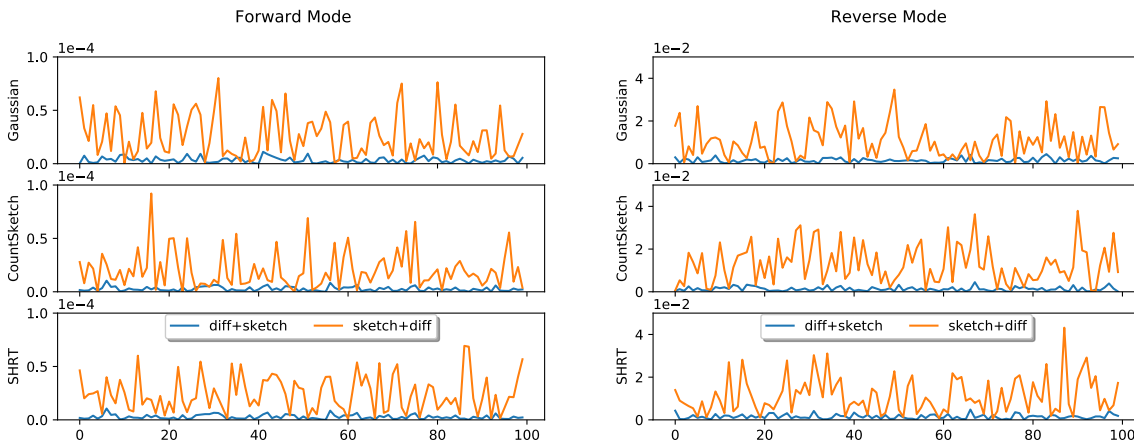 Forward Mode
Reverse Mode
1e−4
1.0
0.5
0.0
Gaussian
1e−2
4
2
0
Gaussian
1e−4
1.0
0.5
0.0
CountSketch
1e−2
4
2
0
CountSketch
1e−4
1.0
0.5
0.0
SHRT
diff+sketch
sketch+diff
1e−2
4
2
0
SHRT
diff+sketch
sketch+diff
0 20 40 60 80 100
0 20 40 60 80 100